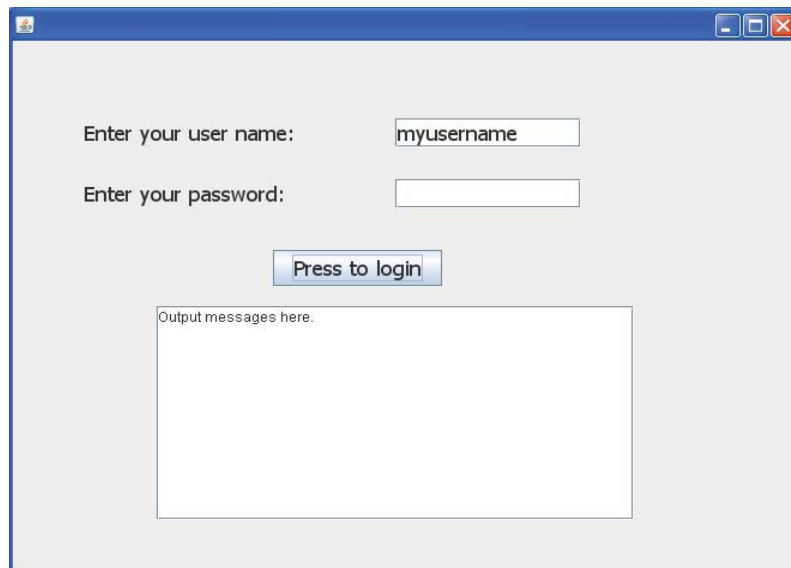 Enter your user name:
myusername
Enter your password:
Press to login
Output messages here.